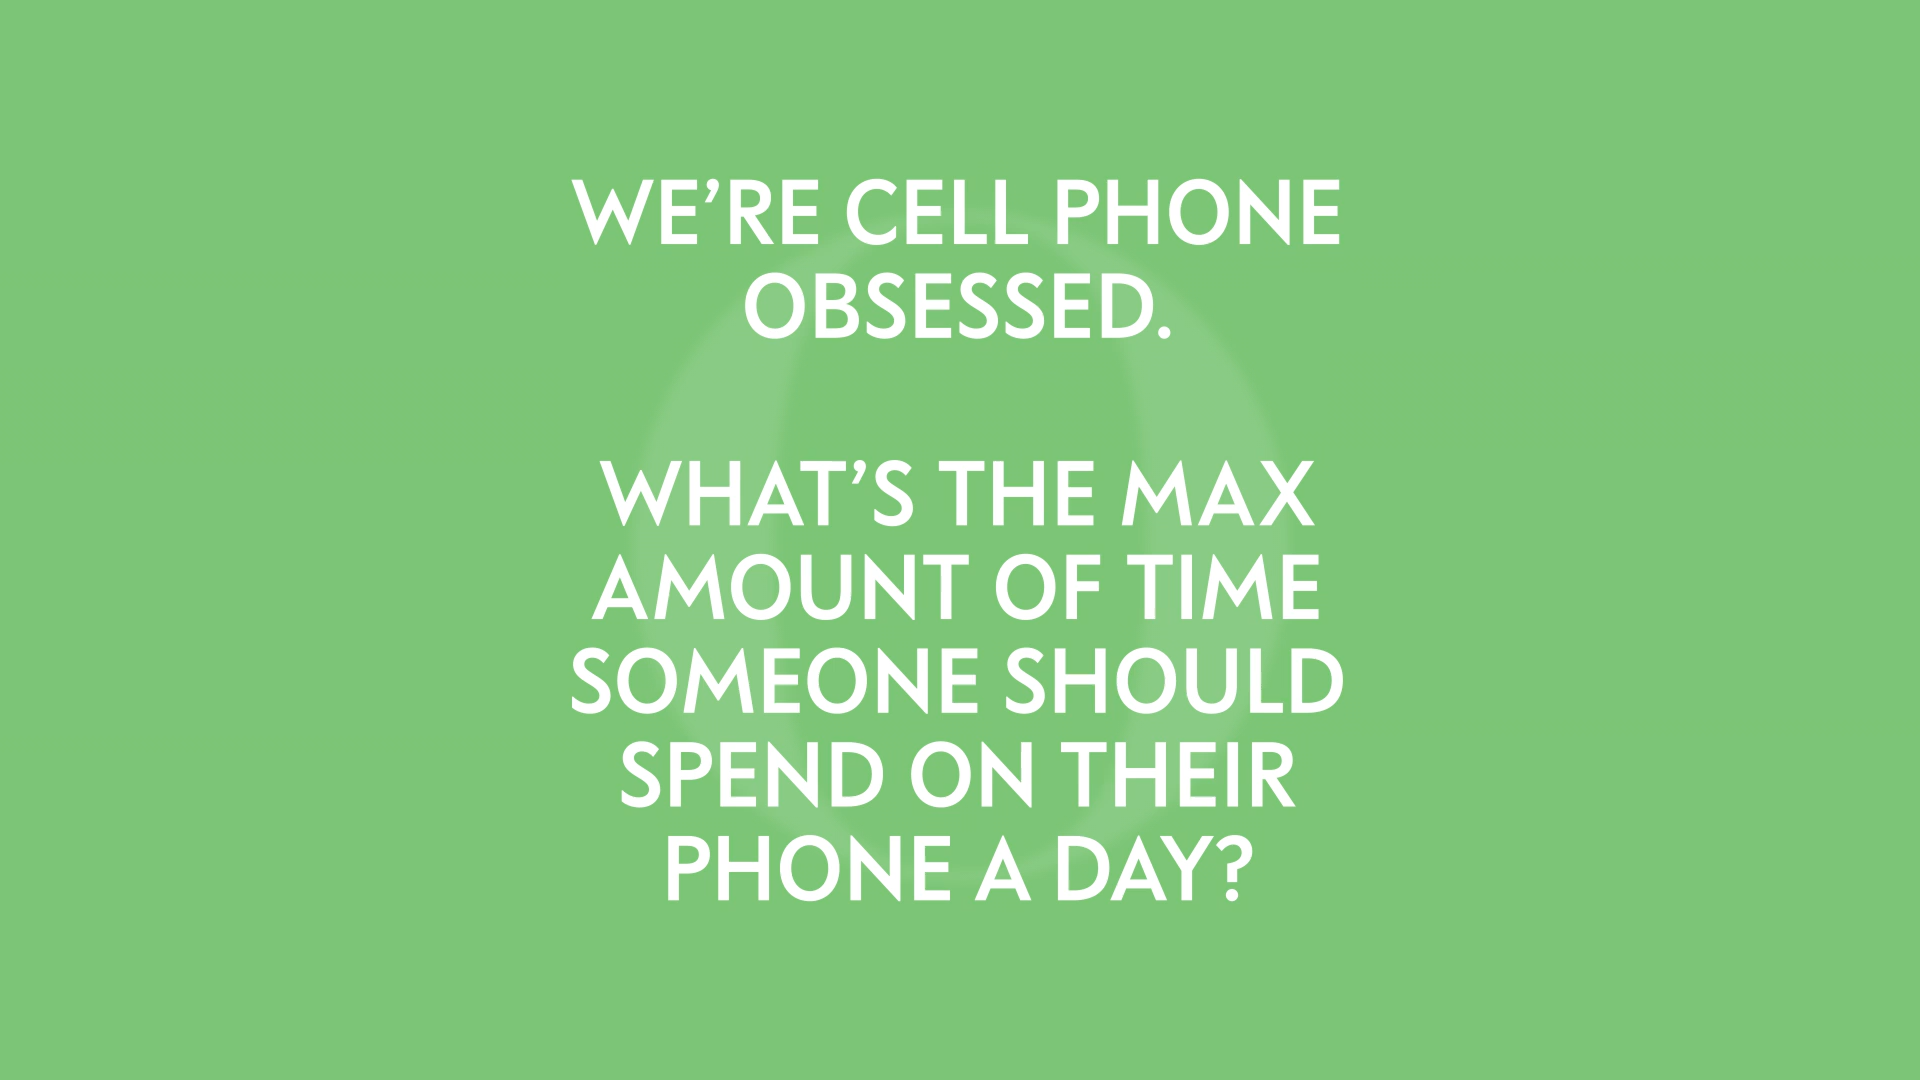 WE’RE CELL PHONE
OBSESSED.
WHAT’S THE MAX
AMOUNT OF TIME
SOMEONE SHOULD
SPEND ON THEIR
PHONE A DAY?